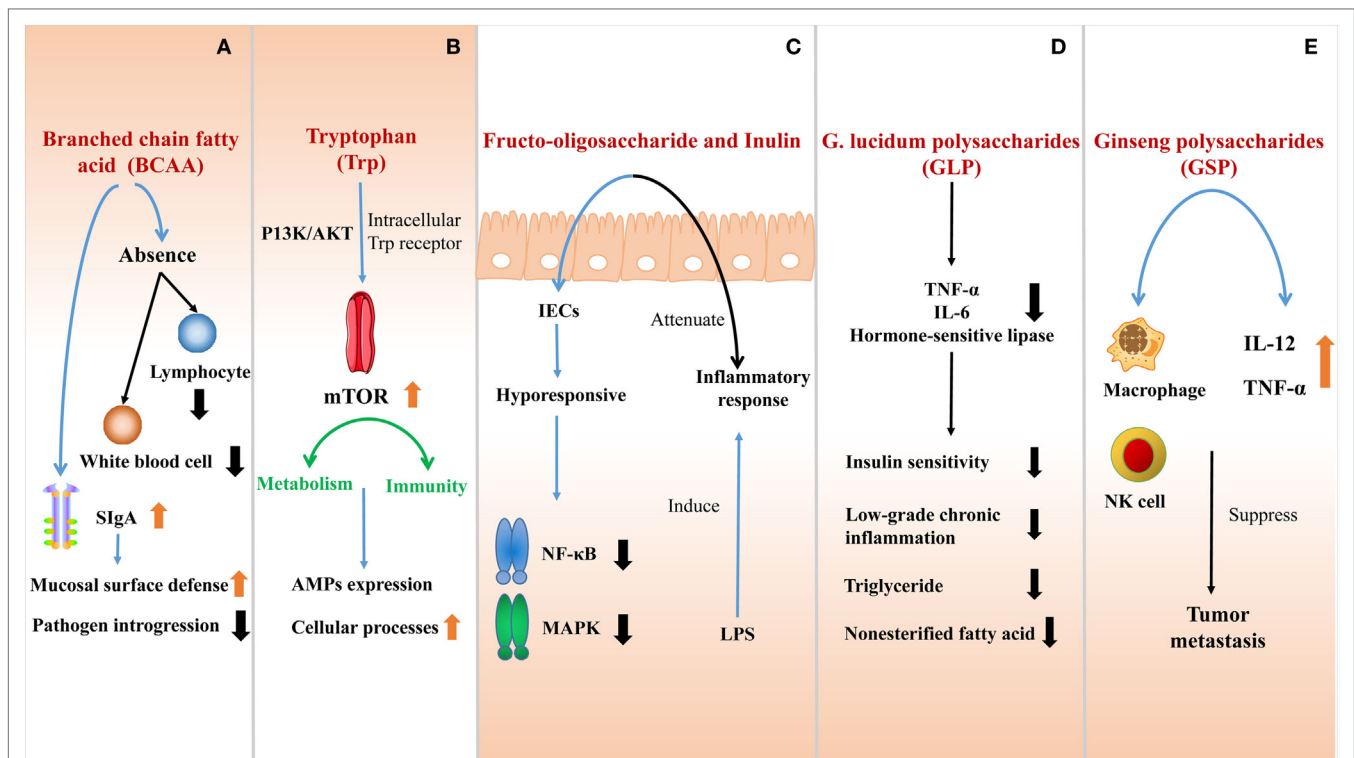 A
Branched chain fatty
acid (BCAA)
Absence
Lymphocyte
White blood cell
SIgA
Mucosal surface defense
Pathogen introgression
B
Tryptophan
(Trp)
P13K/AKT
Intracellular
Trp receptor
mTOR
Metabolism
Immunity
AMPs expression
Cellular processes
C
Fructo-oligosaccharide and Inulin
IECs
Attenuate
Hyporesponsive
Inflammatory
response
Induce
NF-κB
MAPK
LPS
D
G. lucidum polysaccharides
(GLP)
TNF-α
IL-6
Hormone-sensitive lipase
Insulin sensitivity
Low-grade chronic
inflammation
Triglyceride
Nonesterified fatty acid
E
Ginseng polysaccharides
(GSP)
Macrophage
IL-12
TNF-α
NK cell
Suppress
Tumor
metastasis